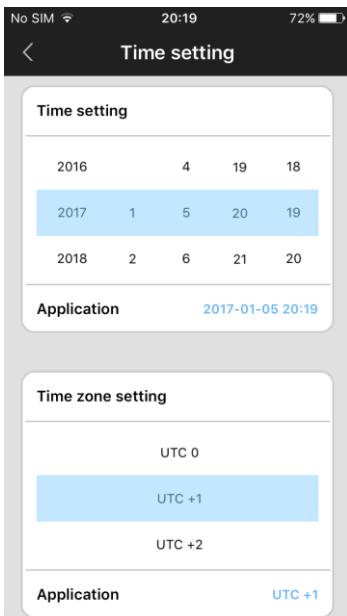 No SIM 20:19 72%
Time setting
Time setting
2016 4 19 18
2017 1 5 20 19
2018 2 6 21 20
Application 2017-01-05 20:19
Time zone setting
UTC 0
UTC +1
UTC +2
Application UTC +1